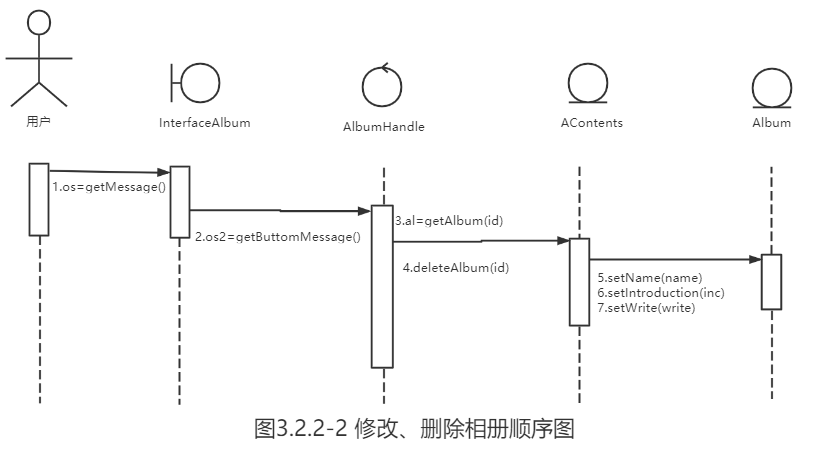 用户
InterfaceAlbum
AlbumHandle
AContents
Album
1.os=getMessage()
2.os2=getButtomMessage()
3.al=getAlbum(id)
4.deleteAlbum(id)
5.setName(name)
6.setIntroduction(inc)
7.setWrite(write)
图3.2.2-2 修改、删除相册顺序图